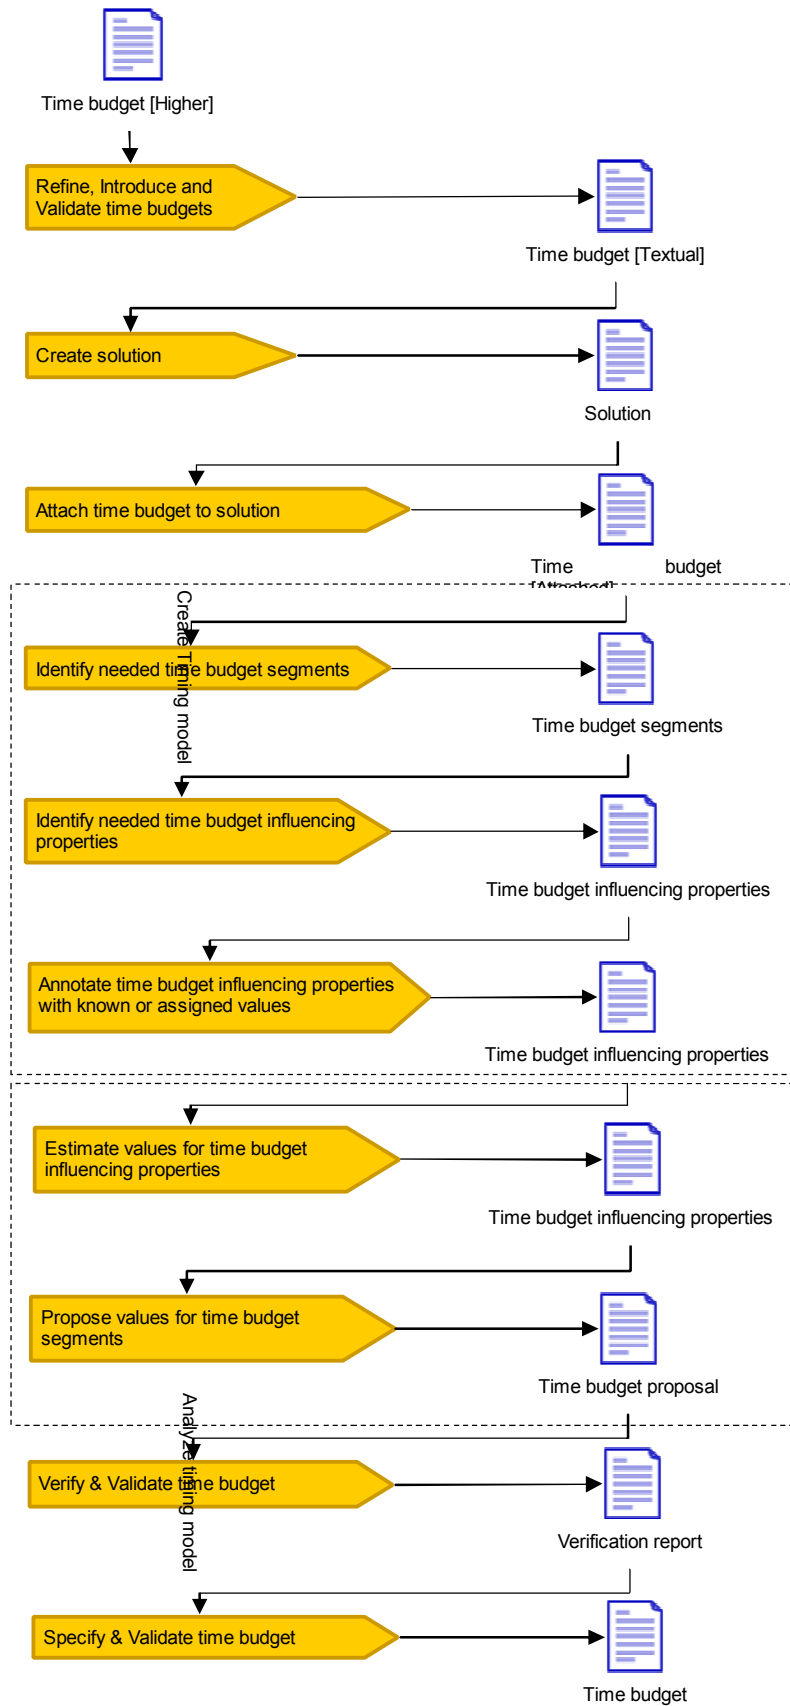 Time budget [Higher]
Refine, Introduce and
Validate time budgets
Time budget [Textual]
Create solution
Solution
Attach time budget to solution
Time budget
[Attached]
Create Timing model
Identify needed time budget segments
Time budget segments
Identify needed time budget influencing
properties
Time budget influencing properties
Annotate time budget influencing properties
with known or assigned values
Time budget influencing properties
Estimate values for time budget
influencing properties
Time budget influencing properties
Propose values for time budget
segments
Time budget proposal
Analyze timing model
Verify & Validate time budget
Verification report
Specify & Validate time budget
Time budget